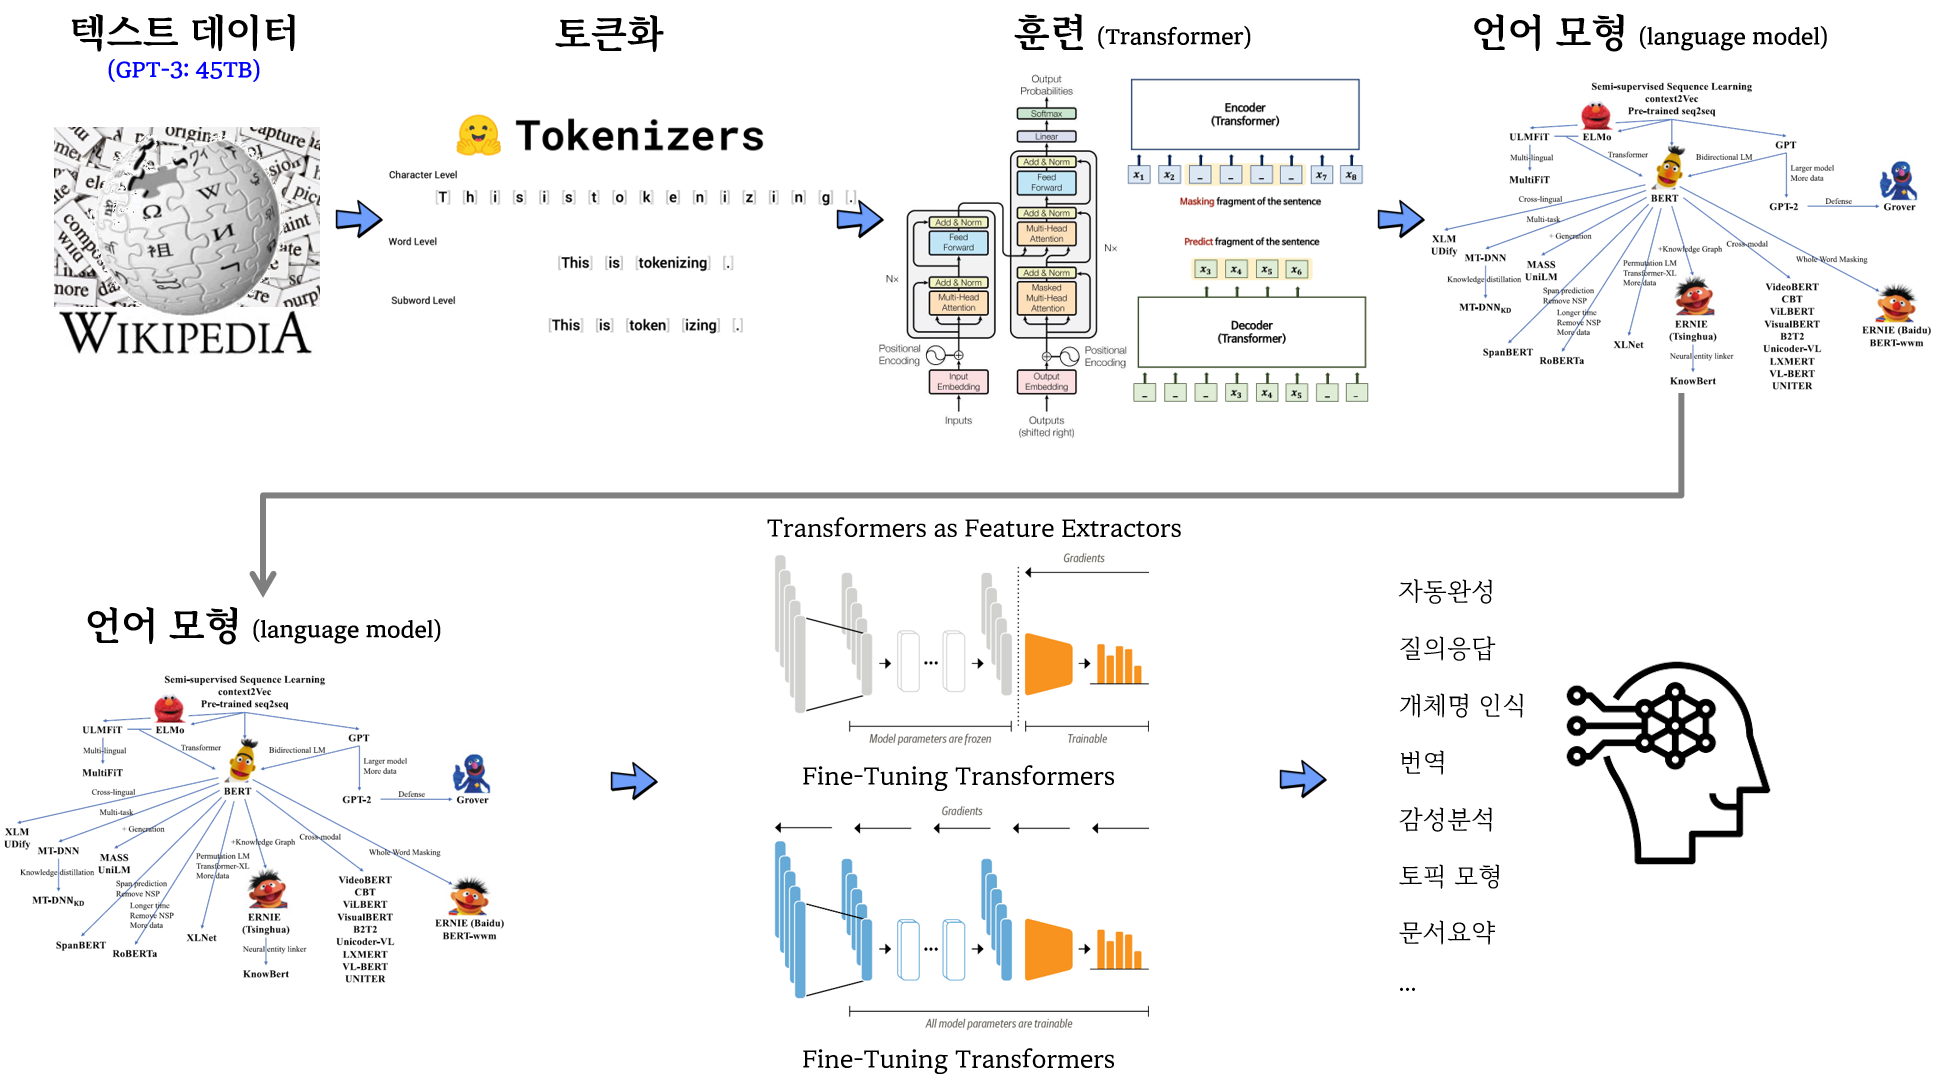 텍스트 데이터
(GPT-3: 45TB)
WIKIPEDIA
토큰화
Tokenizers
Character Level
[T] [h] [i] [s] [i] [s] [t] [o] [k] [e] [n] [i] [z] [i] [n] [g] [.]
Word Level
[This] [is] [tokenizing] [.]
Subword Level
[This] [is] [token] [izing] [.]
훈련 (Transformer)
Output
Probabilities
Softmax
Linear
Add & Norm
Feed
Forward
Add & Norm
Multi-Head
Attention
Add & Norm
Masked
Multi-Head
Attention
N×
Add & Norm
Feed
Forward
Add & Norm
Multi-Head
Attention
N×
Positional
Encoding
Positional
Encoding
Input
Embedding
Output
Embedding
Inputs
Outputs
(shifted right)
Encoder
(Transformer)
x1 x2 _ _ _ _ x7 x8
Masking fragment of the sentence
Predict fragment of the sentence
x3 x4 x5 x6
Decoder
(Transformer)
_ _ _ x3 x4 x5 _ _
언어 모형 (language model)
Semi-supervised Sequence Learning
context2Vec
Pre-trained seq2seq
ULMFiT
ELMo
GPT
Multi-lingual
Transformer
Bidirectional LM
Larger model
More data
MultiFiT
BERT
GPT-2
Defense
Grover
Cross-lingual
Multi-task
+ Generation
+Knowledge Graph
Cross-modal
Whole Word Masking
XLM
UDify
MT-DNN
MASS
UniLM
Permutation LM
Transformer-XL
More data
Knowledge distillation
Span prediction
Remove NSP
Longer time
Remove NSP
More data
MT-DNNKD
SpanBERT
RoBERTa
XLNet
ERNIE
(Tsinghua)
Neural entity linker
KnowBert
VideoBERT
CBT
ViLBERT
VisualBERT
B2T2
Unicoder-VL
LXMERT
VL-BERT
UNITER
ERNIE (Baidu)
BERT-wwm
언어 모형 (language model)
Semi-supervised Sequence Learning
context2Vec
Pre-trained seq2seq
ULMFiT
ELMo
GPT
Multi-lingual
Transformer
Bidirectional LM
Larger model
More data
MultiFiT
BERT
GPT-2
Defense
Grover
Cross-lingual
Multi-task
+ Generation
+Knowledge Graph
Cross-modal
Whole Word Masking
XLM
UDify
MT-DNN
MASS
UniLM
Permutation LM
Transformer-XL
More data
Knowledge distillation
Span prediction
Remove NSP
Longer time
Remove NSP
More data
MT-DNNKD
SpanBERT
RoBERTa
XLNet
ERNIE
(Tsinghua)
Neural entity linker
KnowBert
VideoBERT
CBT
ViLBERT
VisualBERT
B2T2
Unicoder-VL
LXMERT
VL-BERT
UNITER
ERNIE (Baidu)
BERT-wwm
Transformers as Feature Extractors
Gradients
...
Model parameters are frozen
Trainable
Fine-Tuning Transformers
Gradients
...
All model parameters are trainable
Fine-Tuning Transformers
자동완성
질의응답
개체명 인식
번역
감성분석
토픽 모형
문서요약
...